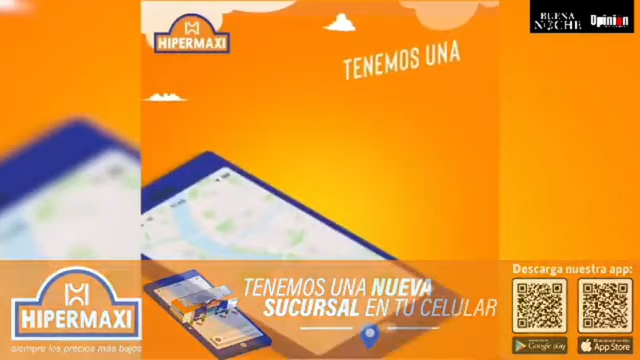 BUENA
NOCHE
Opinión
HIPERMAXI
TENEMOS UNA
HIPERMAXI
siempre los precios más bajos
TENEMOS UNA NUEVA
SUCURSAL EN TU CELULAR
Descarga nuestra app:
Google play
App Store